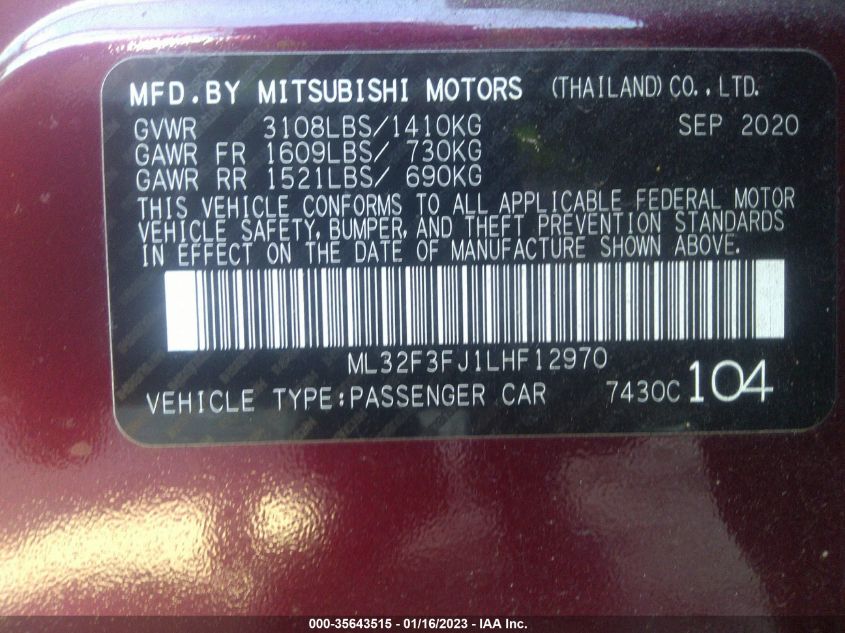 MFD.BY MITSUBISHI MOTORS (THAILAND) CO.,LTD.
GVWR 3108LBS/1410KG SEP 2020
GAWR FR 1609LBS/ 730KG
GAWR RR 1521LBS/ 690KG
THIS VEHICLE CONFORMS TO ALL APPLICABLE FEDERAL MOTOR
VEHICLE SAFETY, BUMPER, AND THEFT PREVENTION STANDARDS
IN EFFECT ON THE DATE OF MANUFACTURE SHOWN ABOVE.
ML32F3FJ1LHF12970
VEHICLE TYPE:PASSENGER CAR 7430C 104
000-35643515 - 01/16/2023 - IAA Inc.